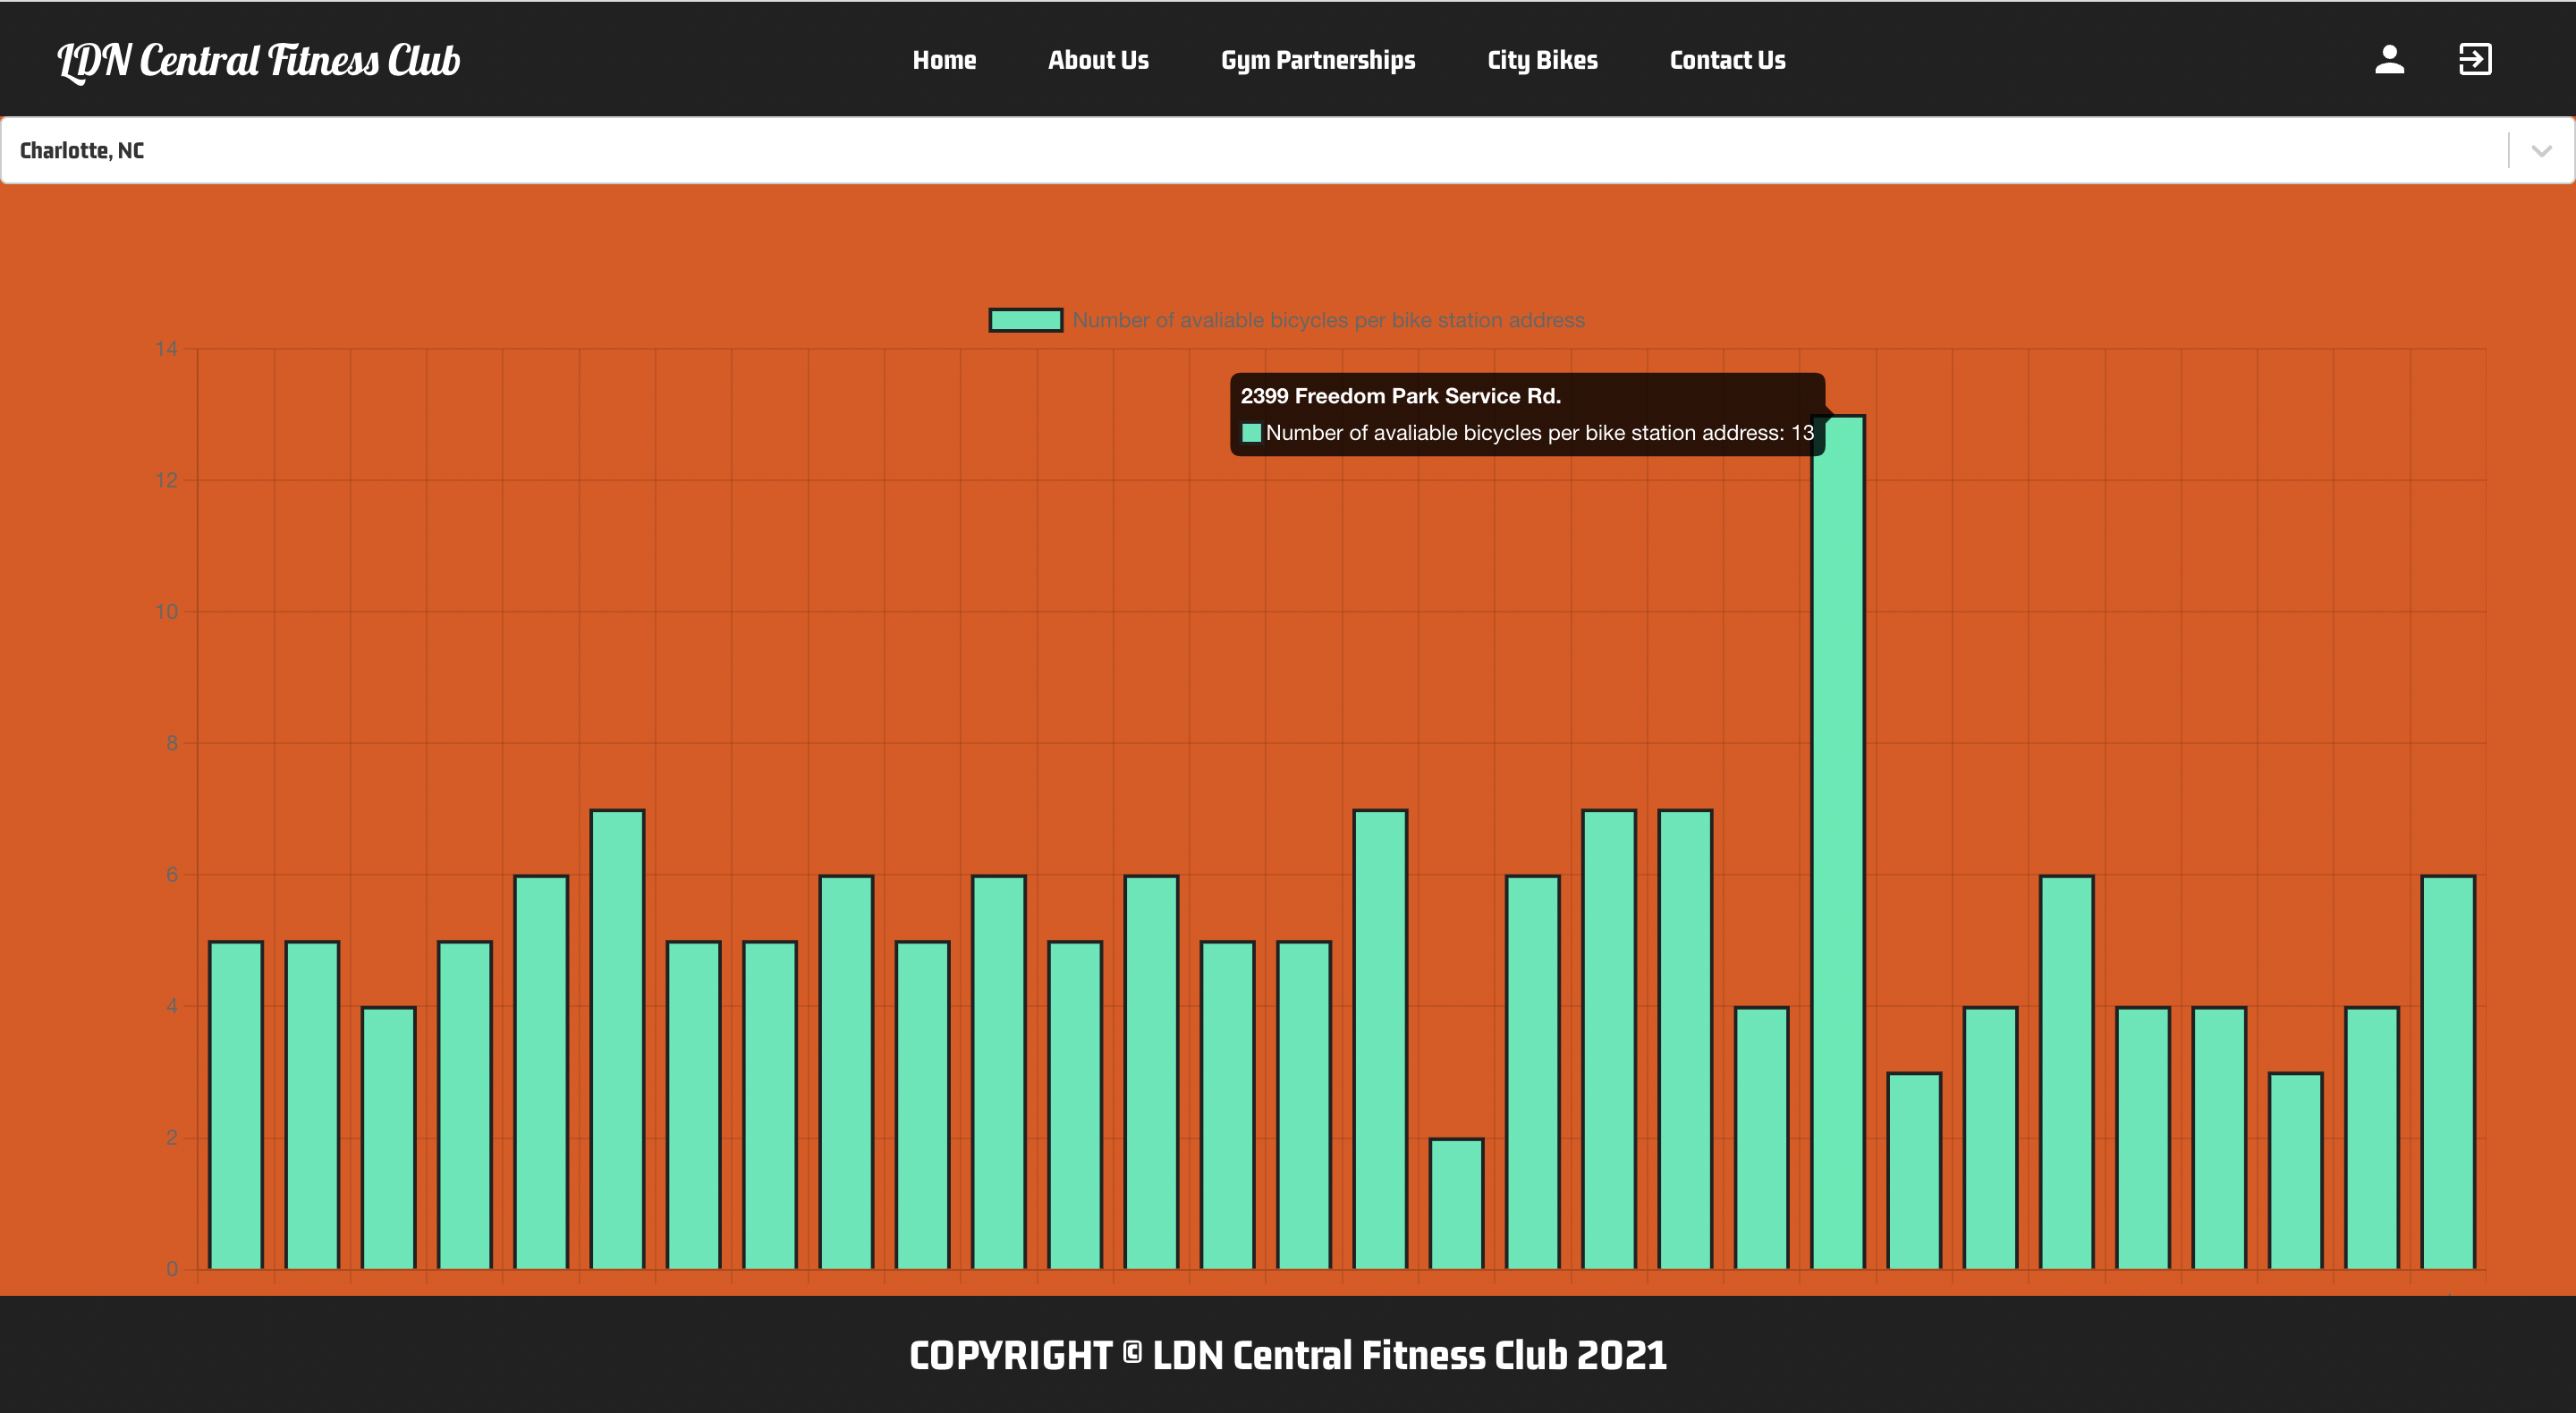 LDN Central Fitness Club
Home
About Us
Gym Partnerships
City Bikes
Contact Us
Charlotte, NC
Number of avaliable bicycles per bike station address
14
2399 Freedom Park Service Rd.
Number of avaliable bicycles per bike station address: 13
12
10
8
6
4
2
0
COPYRIGHT © LDN Central Fitness Club 2021